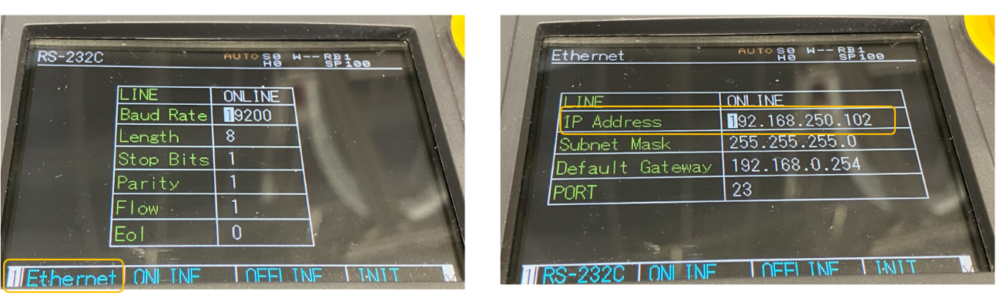 RS-232C AUTO S0 W-- RB1
H0 SP100
LINE ONLINE
Baud Rate 19200
Length 8
Stop Bits 1
Parity 1
Flow 1
Eol 0
1 Ethernet ONLINE OFFLINE INIT
Ethernet AUTO S0 W-- RB1
H0 SP100
LINE ONLINE
IP Address 192.168.250.102
Subnet Mask 255.255.255.0
Default Gateway 192.168.0.254
PORT 23
1 RS-232C ONLINE OFFLINE INIT